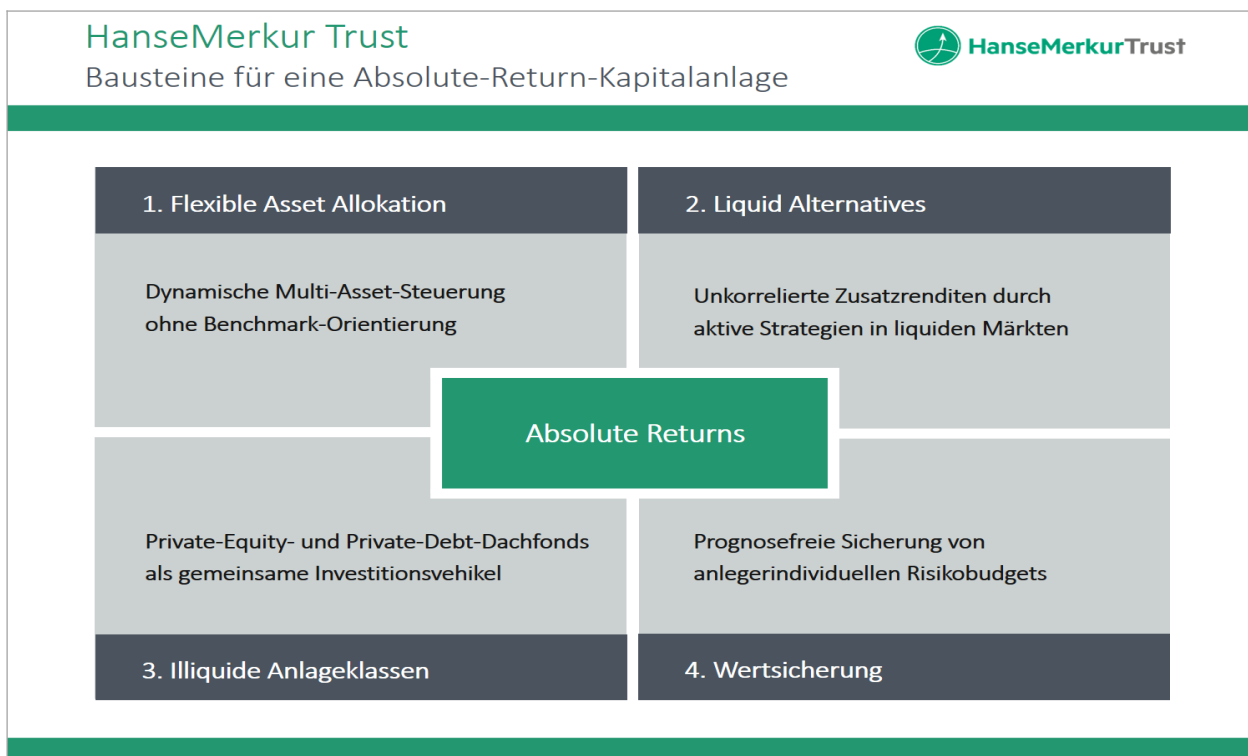 HanseMerkur Trust
Bausteine für eine Absolute-Return-Kapitalanlage
HanseMerkurTrust
1. Flexible Asset Allokation
Dynamische Multi-Asset-Steuerung
ohne Benchmark-Orientierung
2. Liquid Alternatives
Unkorrelierte Zusatzrenditen durch
aktive Strategien in liquiden Märkten
Absolute Returns
Private-Equity- und Private-Debt-Dachfonds
als gemeinsame Investitionsvehikel
3. Illiquide Anlageklassen
Prognosefreie Sicherung von
anlegerindividuellen Risikobudgets
4. Wertsicherung